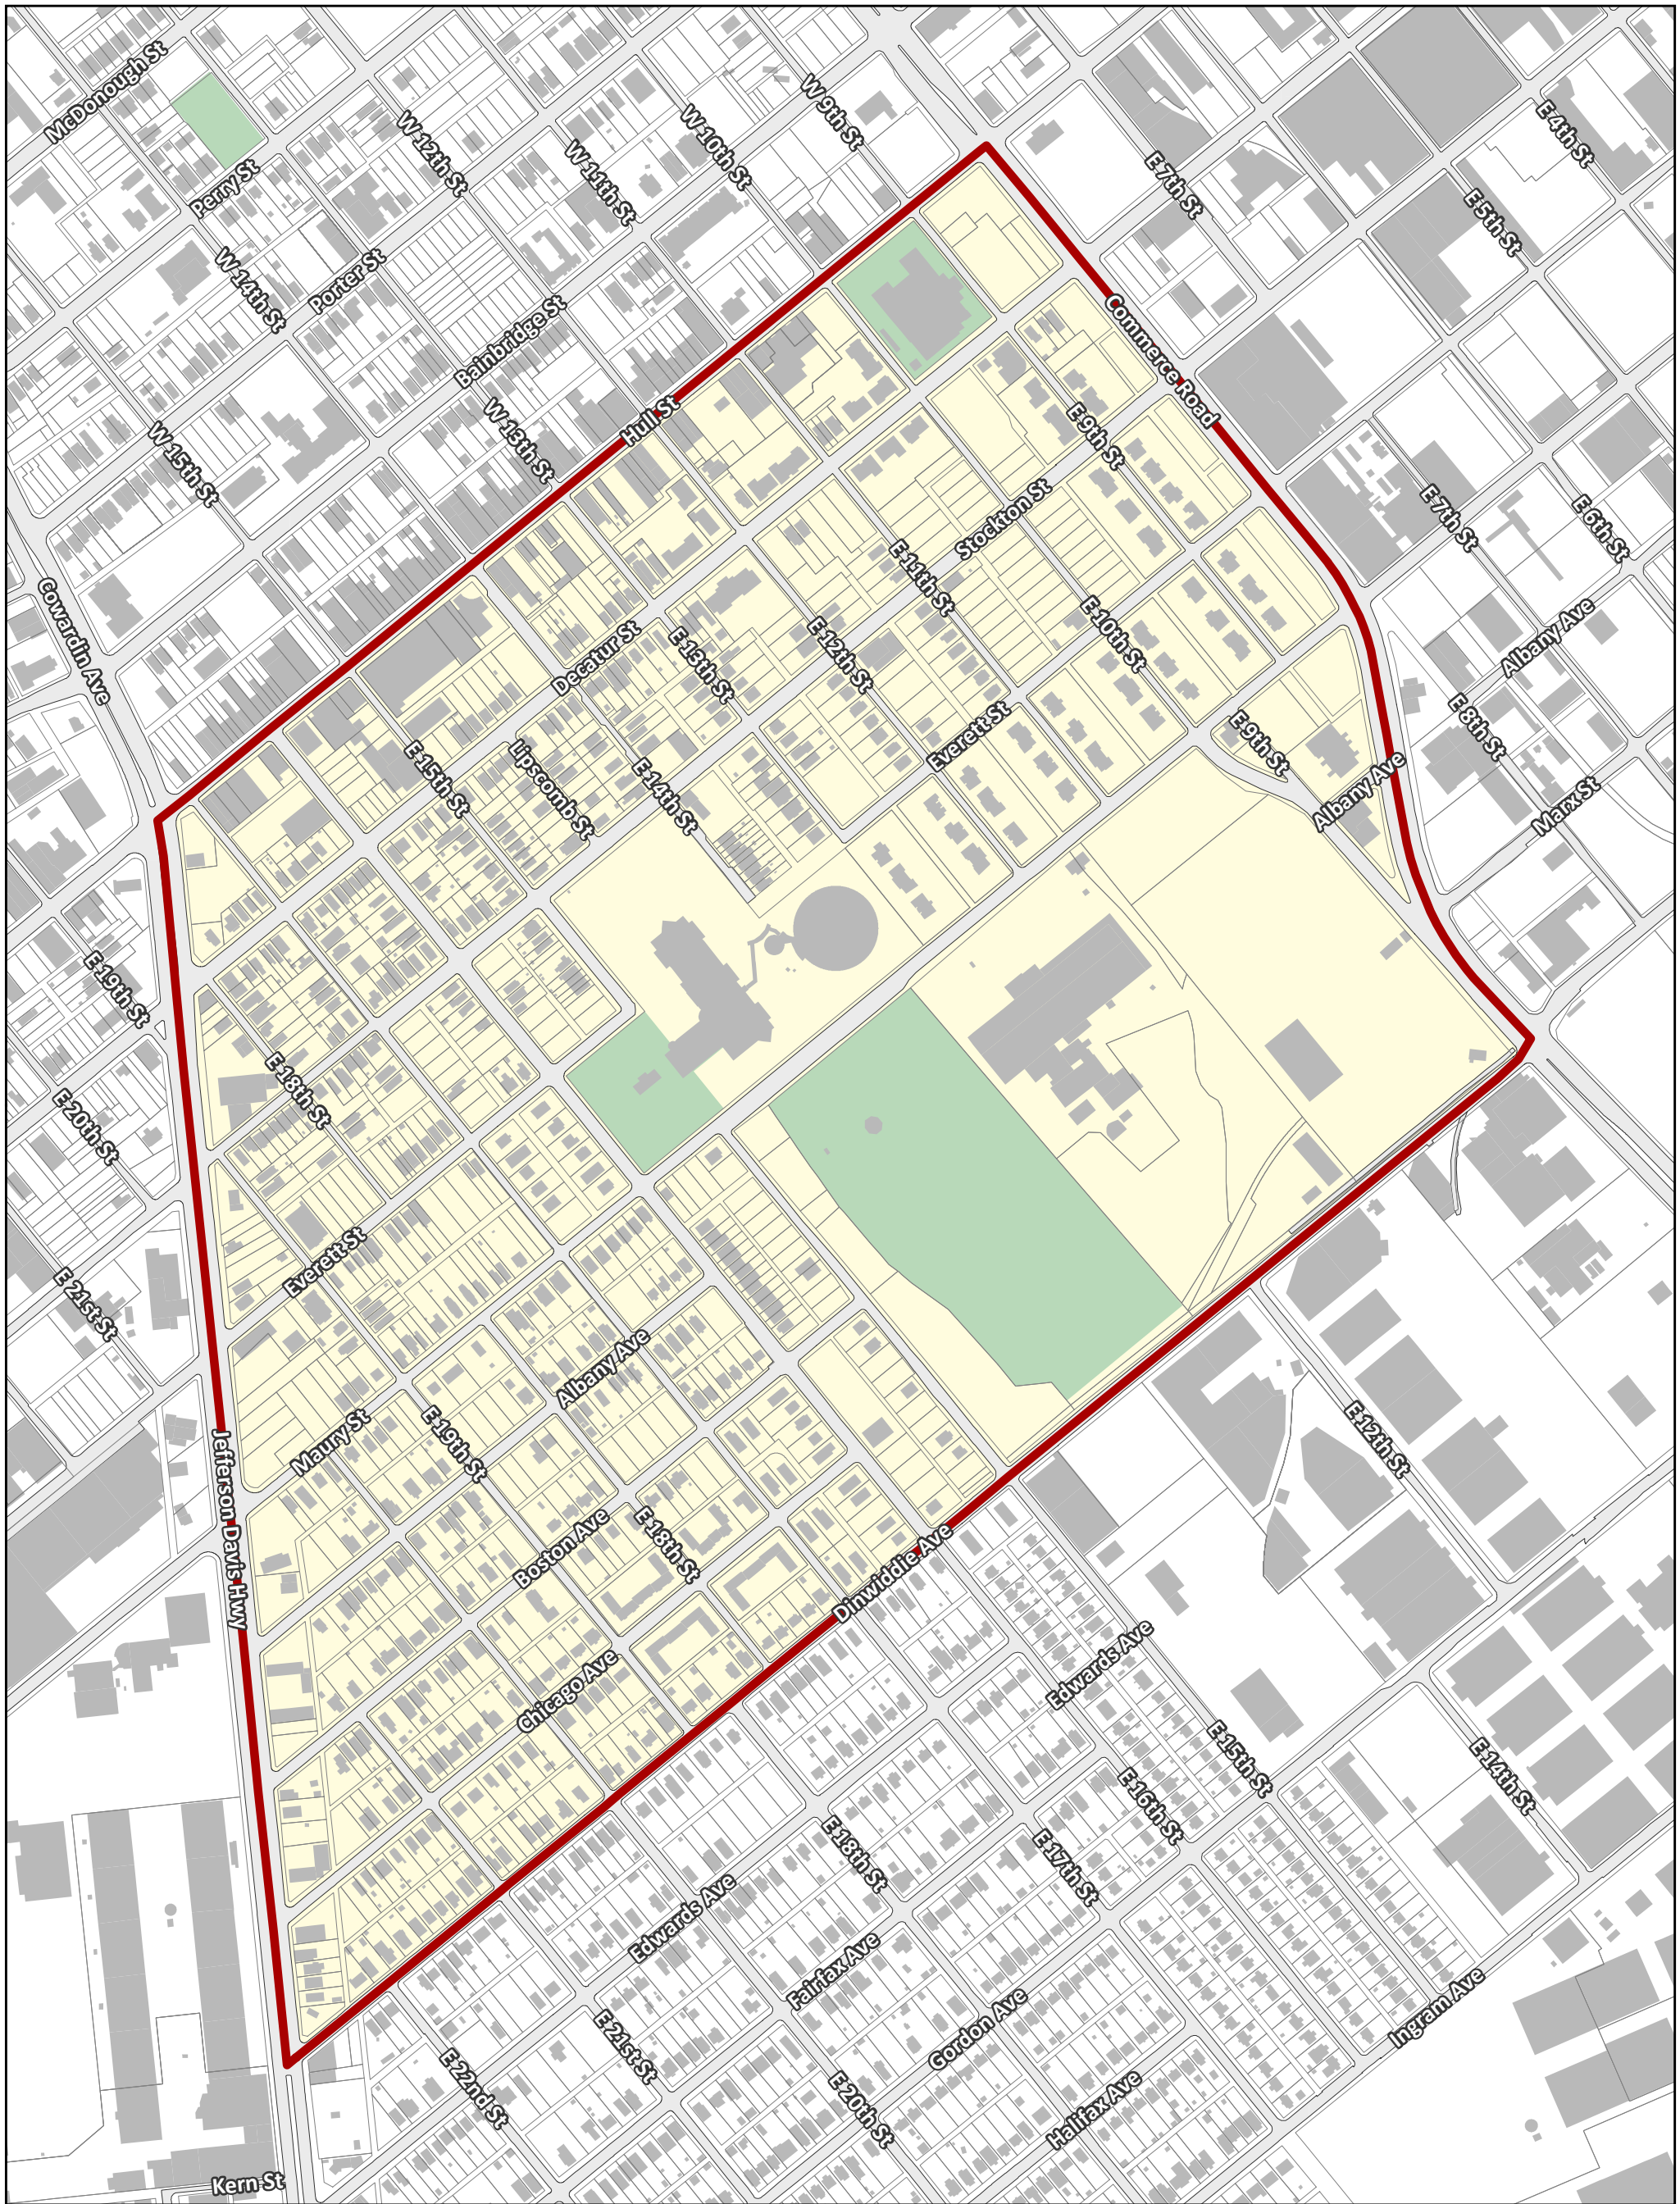 McDonough St
Perry St
W 12th St
W 11th St
W 10th St
W 9th St
E 7th St
E 4th St
E 5th St
W 14th St
Porter St
Bainbridge St
W 13th St
W 15th St
Hull St
Commerce Road
E 9th St
Stockton St
E 7th St
E 6th St
Cowardin Ave
E 11th St
E 10th St
Albany Ave
Decatur St
E 13th St
E 12th St
E 15th St
Lipscomb St
E 14th St
Everett St
E 9th St
E 8th St
Albany Ave
Marx St
E 19th St
E 18th St
E 20th St
E 21st St
Everett St
Albany Ave
Maury St
E 19th St
E 12th St
Jefferson Davis Hwy
Boston Ave
E 18th St
Dinwiddie Ave
Chicago Ave
Edwards Ave
E 15th St
E 14th St
E 16th St
E 18th St
E 17th St
Edwards Ave
Fairfax Ave
Gordon Ave
Ingram Ave
E 21st St
E 22nd St
E 20th St
Halifax Ave
Kern St